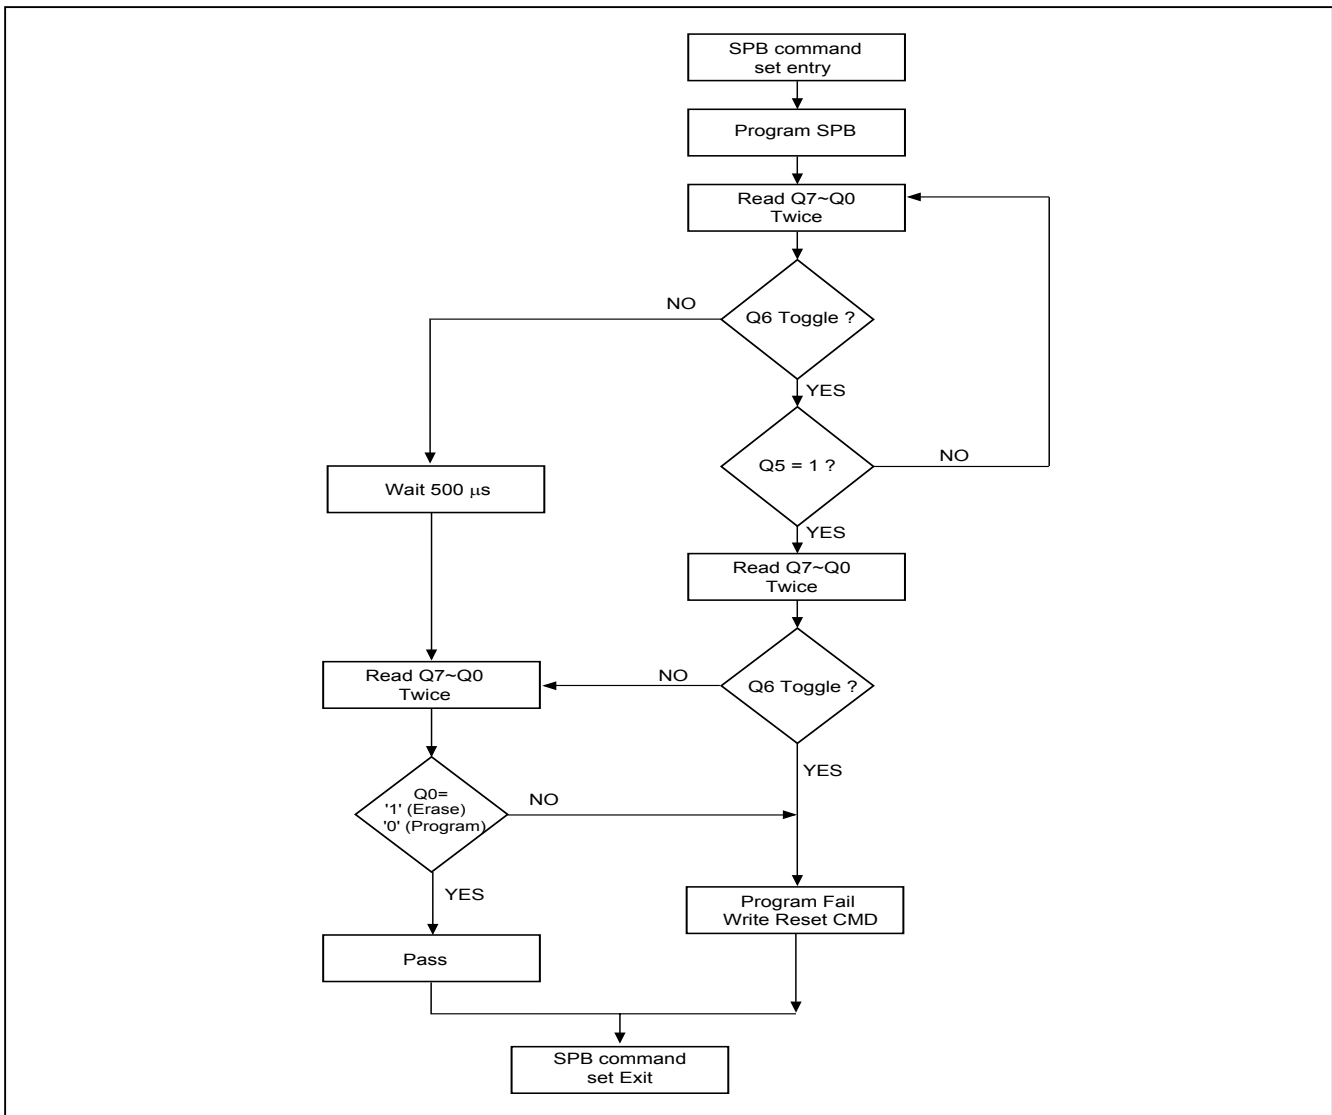 SPB command
set entry
Program SPB
Read Q7~Q0
Twice
NO
Q6 Toggle ?
YES
Q5 = 1 ?
NO
Wait 500 μs
YES
Read Q7~Q0
Twice
Read Q7~Q0
Twice
NO
Q6 Toggle ?
YES
Q0=
'1' (Erase)
'0' (Program)
NO
YES
Program Fail
Write Reset CMD
Pass
SPB command
set Exit